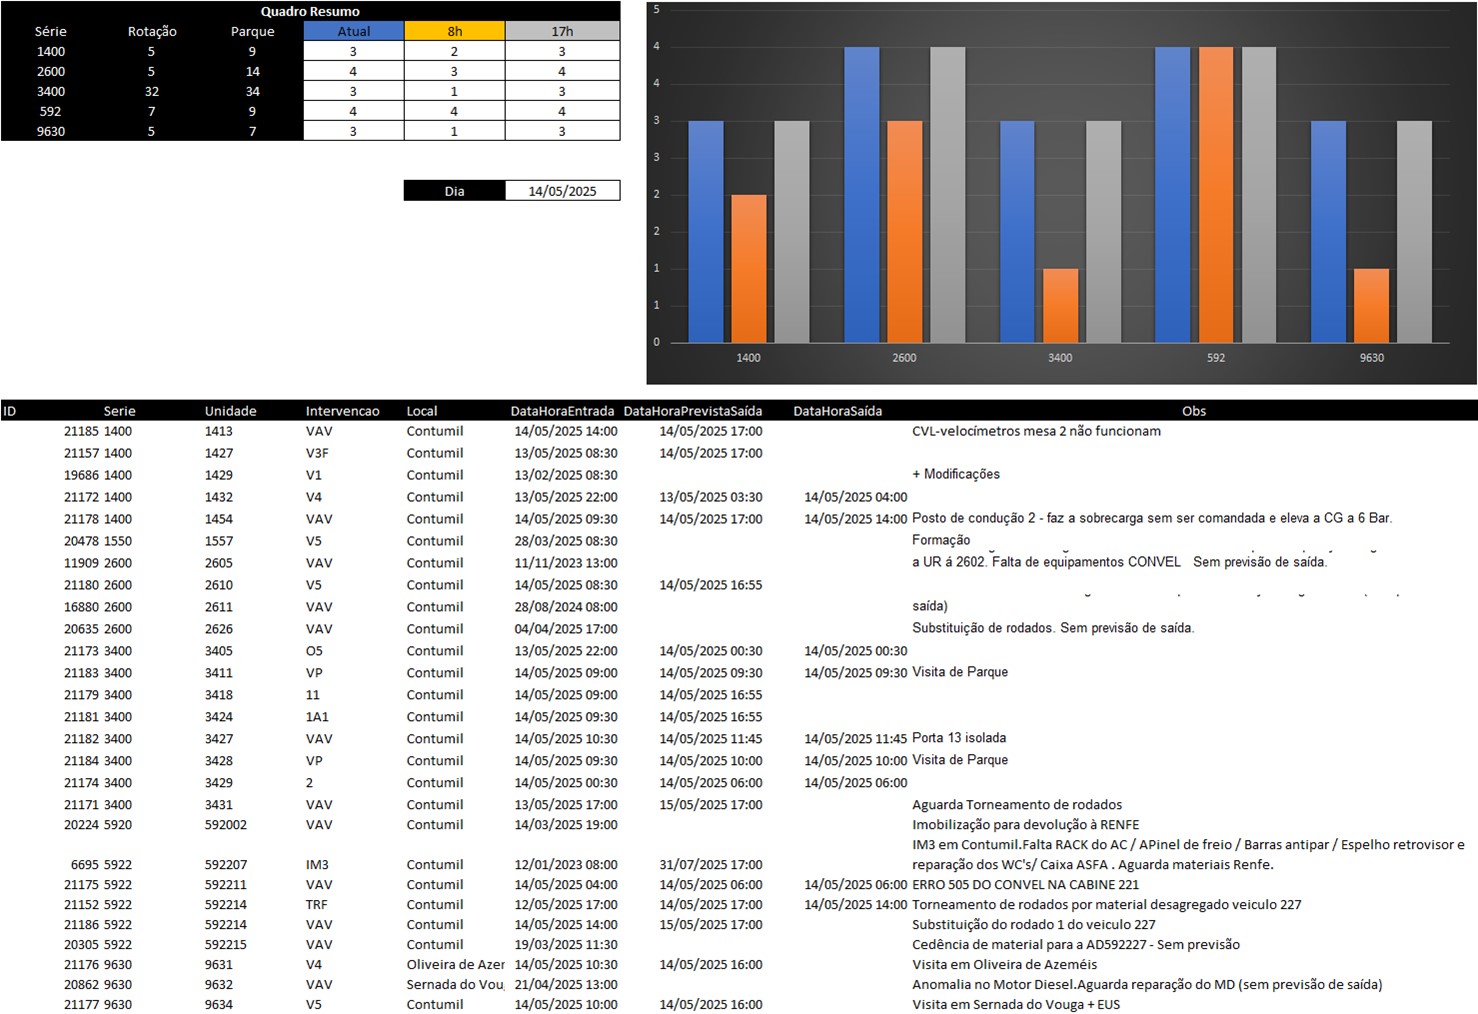 Quadro Resumo
Série Rotação Parque Atual 8h 17h
1400 5 9 3 2 3
2600 5 14 4 3 4
3400 32 34 3 1 3
592 7 9 4 4 4
9630 5 7 3 1 3
Dia 14/05/2025
5
4
4
3
3
2
2
1
1
0
1400 2600 3400 592 9630
ID Serie Unidade Intervencao Local DataHoraEntrada DataHoraPrevistaSaída DataHoraSaída Obs
21185 1400 1413 VAV Contumil 14/05/2025 14:00 14/05/2025 17:00 CVL-velocímetros mesa 2 não funcionam
21157 1400 1427 V3F Contumil 13/05/2025 08:30 14/05/2025 17:00
19686 1400 1429 V1 Contumil 13/02/2025 08:30 + Modificações
21172 1400 1432 V4 Contumil 13/05/2025 22:00 13/05/2025 03:30 14/05/2025 04:00
21178 1400 1454 VAV Contumil 14/05/2025 09:30 14/05/2025 17:00 14/05/2025 14:00 Posto de condução 2 - faz a sobrecarga sem ser comandada e eleva a CG a 6 Bar.
20478 1550 1557 V5 Contumil 28/03/2025 08:30 Formação
11909 2600 2605 VAV Contumil 11/11/2023 13:00 a UR á 2602. Falta de equipamentos CONVEL Sem previsão de saída.
21180 2600 2610 V5 Contumil 14/05/2025 08:30 14/05/2025 16:55
16880 2600 2611 VAV Contumil 28/08/2024 08:00 saída)
20635 2600 2626 VAV Contumil 04/04/2025 17:00 Substituição de rodados. Sem previsão de saída.
21173 3400 3405 O5 Contumil 13/05/2025 22:00 14/05/2025 00:30 14/05/2025 00:30
21183 3400 3411 VP Contumil 14/05/2025 09:00 14/05/2025 09:30 14/05/2025 09:30 Visita de Parque
21179 3400 3418 11 Contumil 14/05/2025 09:00 14/05/2025 16:55
21181 3400 3424 1A1 Contumil 14/05/2025 09:30 14/05/2025 16:55
21182 3400 3427 VAV Contumil 14/05/2025 10:30 14/05/2025 11:45 14/05/2025 11:45 Porta 13 isolada
21184 3400 3428 VP Contumil 14/05/2025 09:30 14/05/2025 10:00 14/05/2025 10:00 Visita de Parque
21174 3400 3429 2 Contumil 14/05/2025 00:30 14/05/2025 06:00 14/05/2025 06:00
21171 3400 3431 VAV Contumil 13/05/2025 17:00 15/05/2025 17:00 Aguarda Torneamento de rodados
20224 5920 592002 VAV Contumil 14/03/2025 19:00 Imobilização para devolução à RENFE
IM3 em Contumil.Falta RACK do AC / APinel de freio / Barras antipar / Espelho retrovisor e
6695 5922 592207 IM3 Contumil 12/01/2023 08:00 31/07/2025 17:00 reparação dos WC's/ Caixa ASFA . Aguarda materiais Renfe.
21175 5922 592211 VAV Contumil 14/05/2025 04:00 14/05/2025 06:00 14/05/2025 06:00 ERRO 505 DO CONVEL NA CABINE 221
21152 5922 592214 TRF Contumil 12/05/2025 17:00 14/05/2025 17:00 14/05/2025 14:00 Torneamento de rodados por material desagregado veiculo 227
21186 5922 592214 VAV Contumil 14/05/2025 14:00 15/05/2025 17:00 Substituição do rodado 1 do veiculo 227
20305 5922 592215 VAV Contumil 19/03/2025 11:30 Cedência de material para a AD592227 - Sem previsão
21176 9630 9631 V4 Oliveira de Azer 14/05/2025 10:30 14/05/2025 16:00 Visita em Oliveira de Azeméis
20862 9630 9632 VAV Sernada do Vou 21/04/2025 13:00 Anomalia no Motor Diesel.Aguarda reparação do MD (sem previsão de saída)
21177 9630 9634 V5 Contumil 14/05/2025 10:00 14/05/2025 16:00 Visita em Sernada do Vouga + EUS